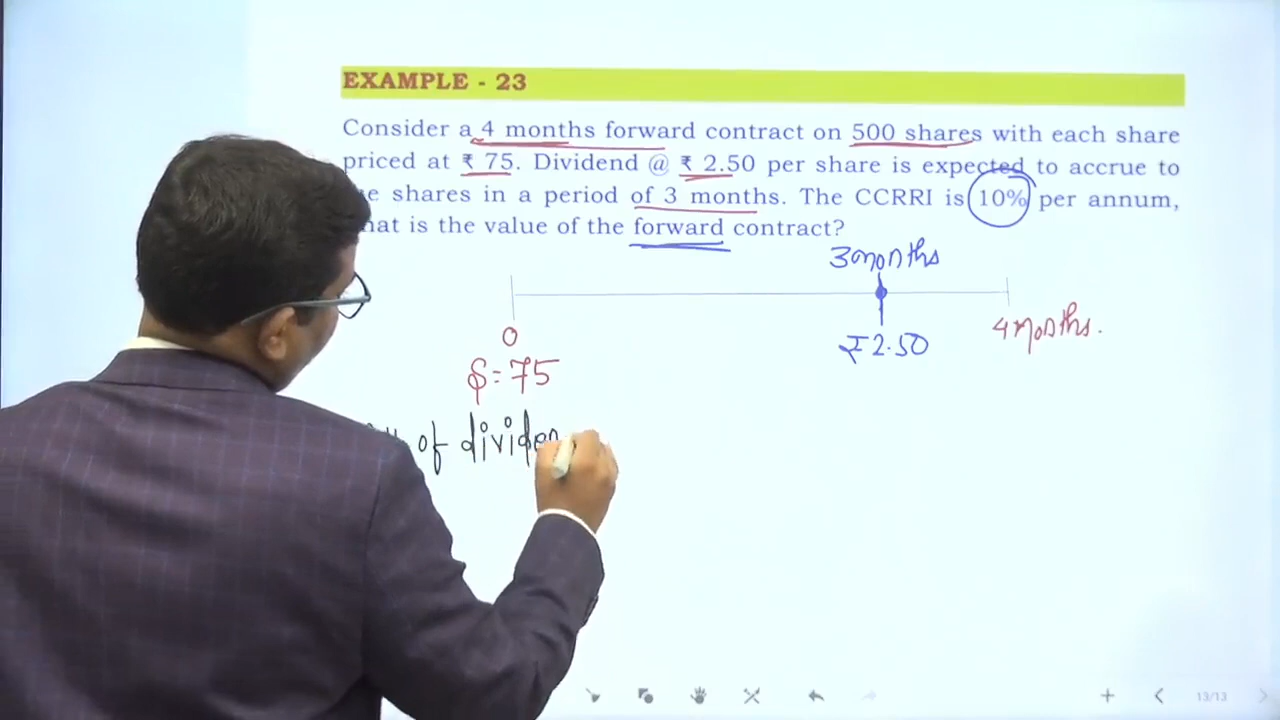 EXAMPLE - 23
Consider a 4 months forward contract on 500 shares with each share
priced at ₹ 75. Dividend @ ₹ 2.50 per share is expected to accrue to
shares in a period of 3 months. The CCRRI is 10% per annum,
is the value of the forward contract?
3months
0
4months.
₹2.50
S=75
of dividen
13/13